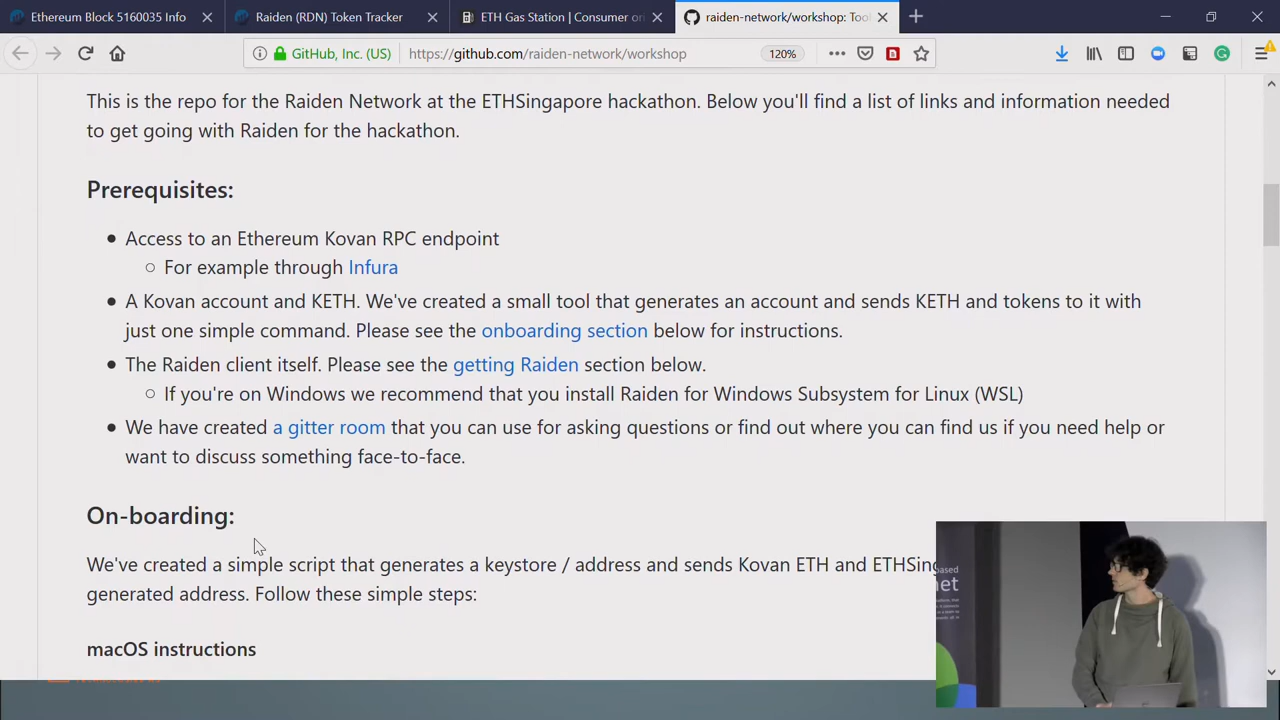 Ethereum Block 5160035 Info
Raiden (RDN) Token Tracker
ETH Gas Station | Consumer or
raiden-network/workshop: Tool
GitHub, Inc. (US)
https://github.com/raiden-network/workshop
120%
This is the repo for the Raiden Network at the ETHSingapore hackathon. Below you'll find a list of links and information needed
to get going with Raiden for the hackathon.
Prerequisites:
Access to an Ethereum Kovan RPC endpoint
For example through Infura
A Kovan account and KETH. We've created a small tool that generates an account and sends KETH and tokens to it with
just one simple command. Please see the onboarding section below for instructions.
The Raiden client itself. Please see the getting Raiden section below.
If you're on Windows we recommend that you install Raiden for Windows Subsystem for Linux (WSL)
We have created a gitter room that you can use for asking questions or find out where you can find us if you need help or
want to discuss something face-to-face.
On-boarding:
We've created a simple script that generates a keystore / address and sends Kovan ETH and ETHSing
generated address. Follow these simple steps:
macOS instructions
based
net